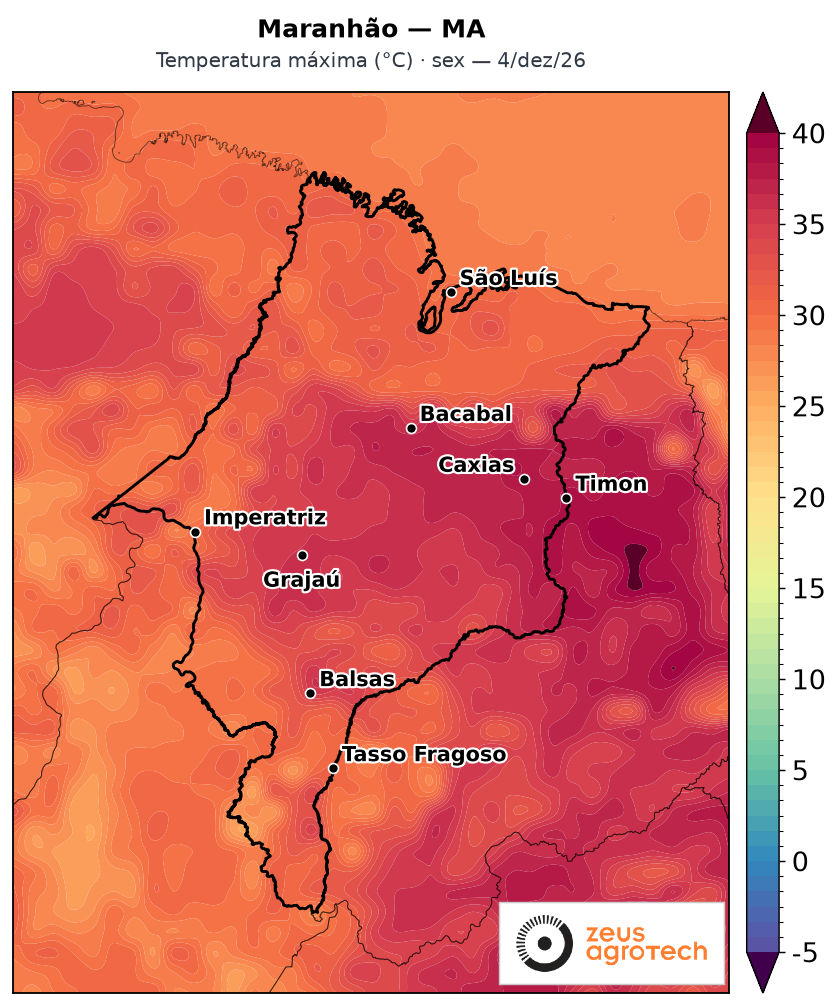 Maranhão — MA
Temperatura máxima (°C) · sex — 4/dez/26
São Luís
Bacabal
Caxias
Timon
Imperatriz
Grajaú
Balsas
Tasso Fragoso
40
35
30
25
20
15
10
5
0
-5
zeus
agrotech